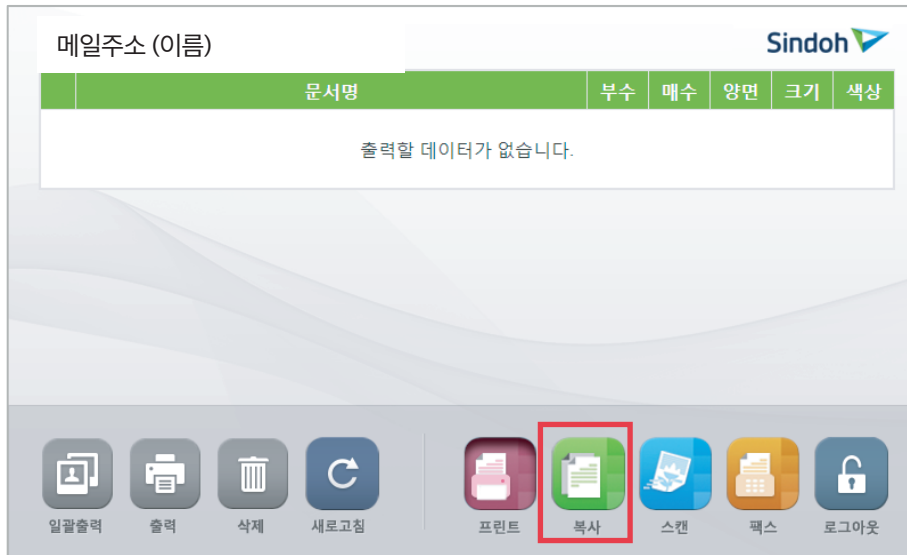 메일주소 (이름)
Sindoh
문서명 부수 매수 양면 크기 색상
출력할 데이터가 없습니다.
일괄출력 출력 삭제 새로고침 프린트 복사 스캔 팩스 로그아웃